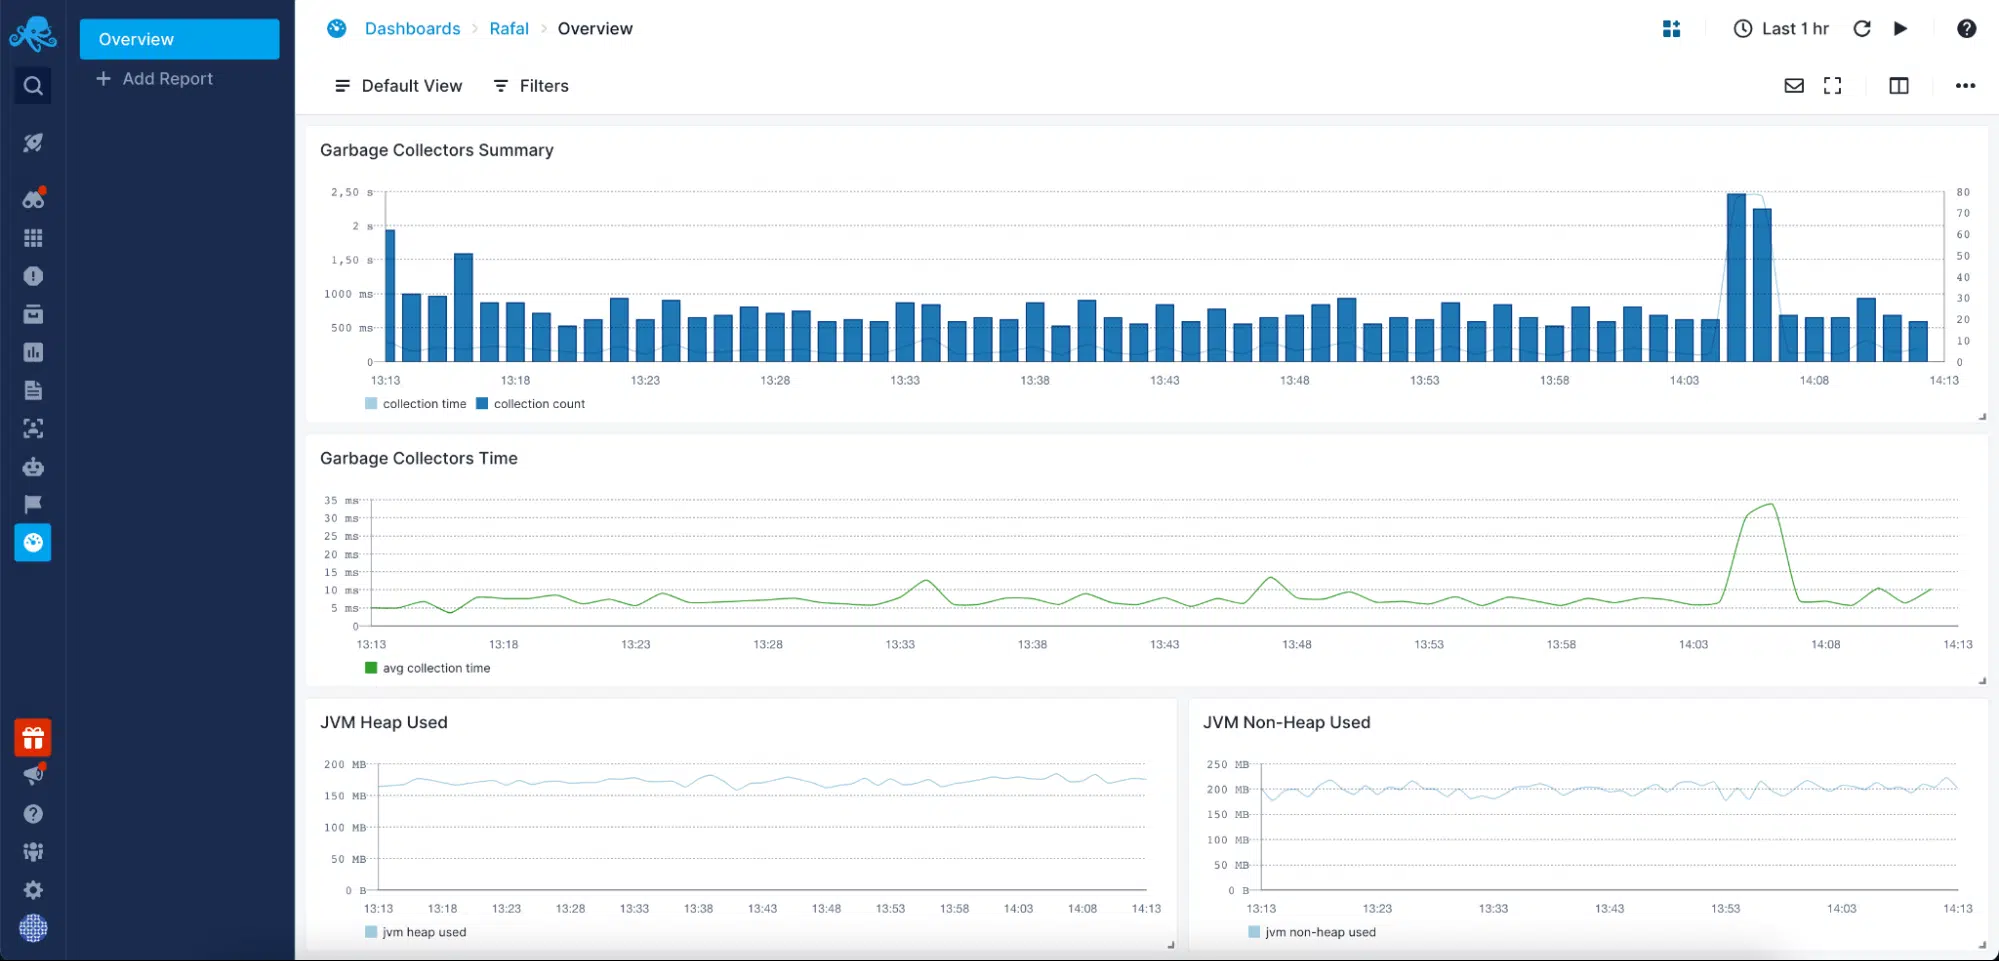 Overview
Add Report
Dashboards > Rafal > Overview
Last 1 hr
Default View
Filters
Garbage Collectors Summary
2,50 s
2 s
1,50 s
1000 ms
500 ms
0
80
70
60
50
40
30
20
10
0
13:13 13:18 13:23 13:28 13:33 13:38 13:43 13:48 13:53 13:58 14:03 14:08 14:13
collection time collection count
Garbage Collectors Time
35 ms
30 ms
25 ms
20 ms
15 ms
10 ms
5 ms
0
13:13 13:18 13:23 13:28 13:33 13:38 13:43 13:48 13:53 13:58 14:03 14:08 14:13
avg collection time
JVM Heap Used
200 MB
150 MB
100 MB
50 MB
0 B
13:13 13:18 13:23 13:28 13:33 13:38 13:43 13:48 13:53 13:58 14:03 14:08 14:13
jvm heap used
JVM Non-Heap Used
250 MB
200 MB
150 MB
100 MB
50 MB
0 B
13:13 13:23 13:33 13:43 13:53 14:03 14:13
jvm non-heap used